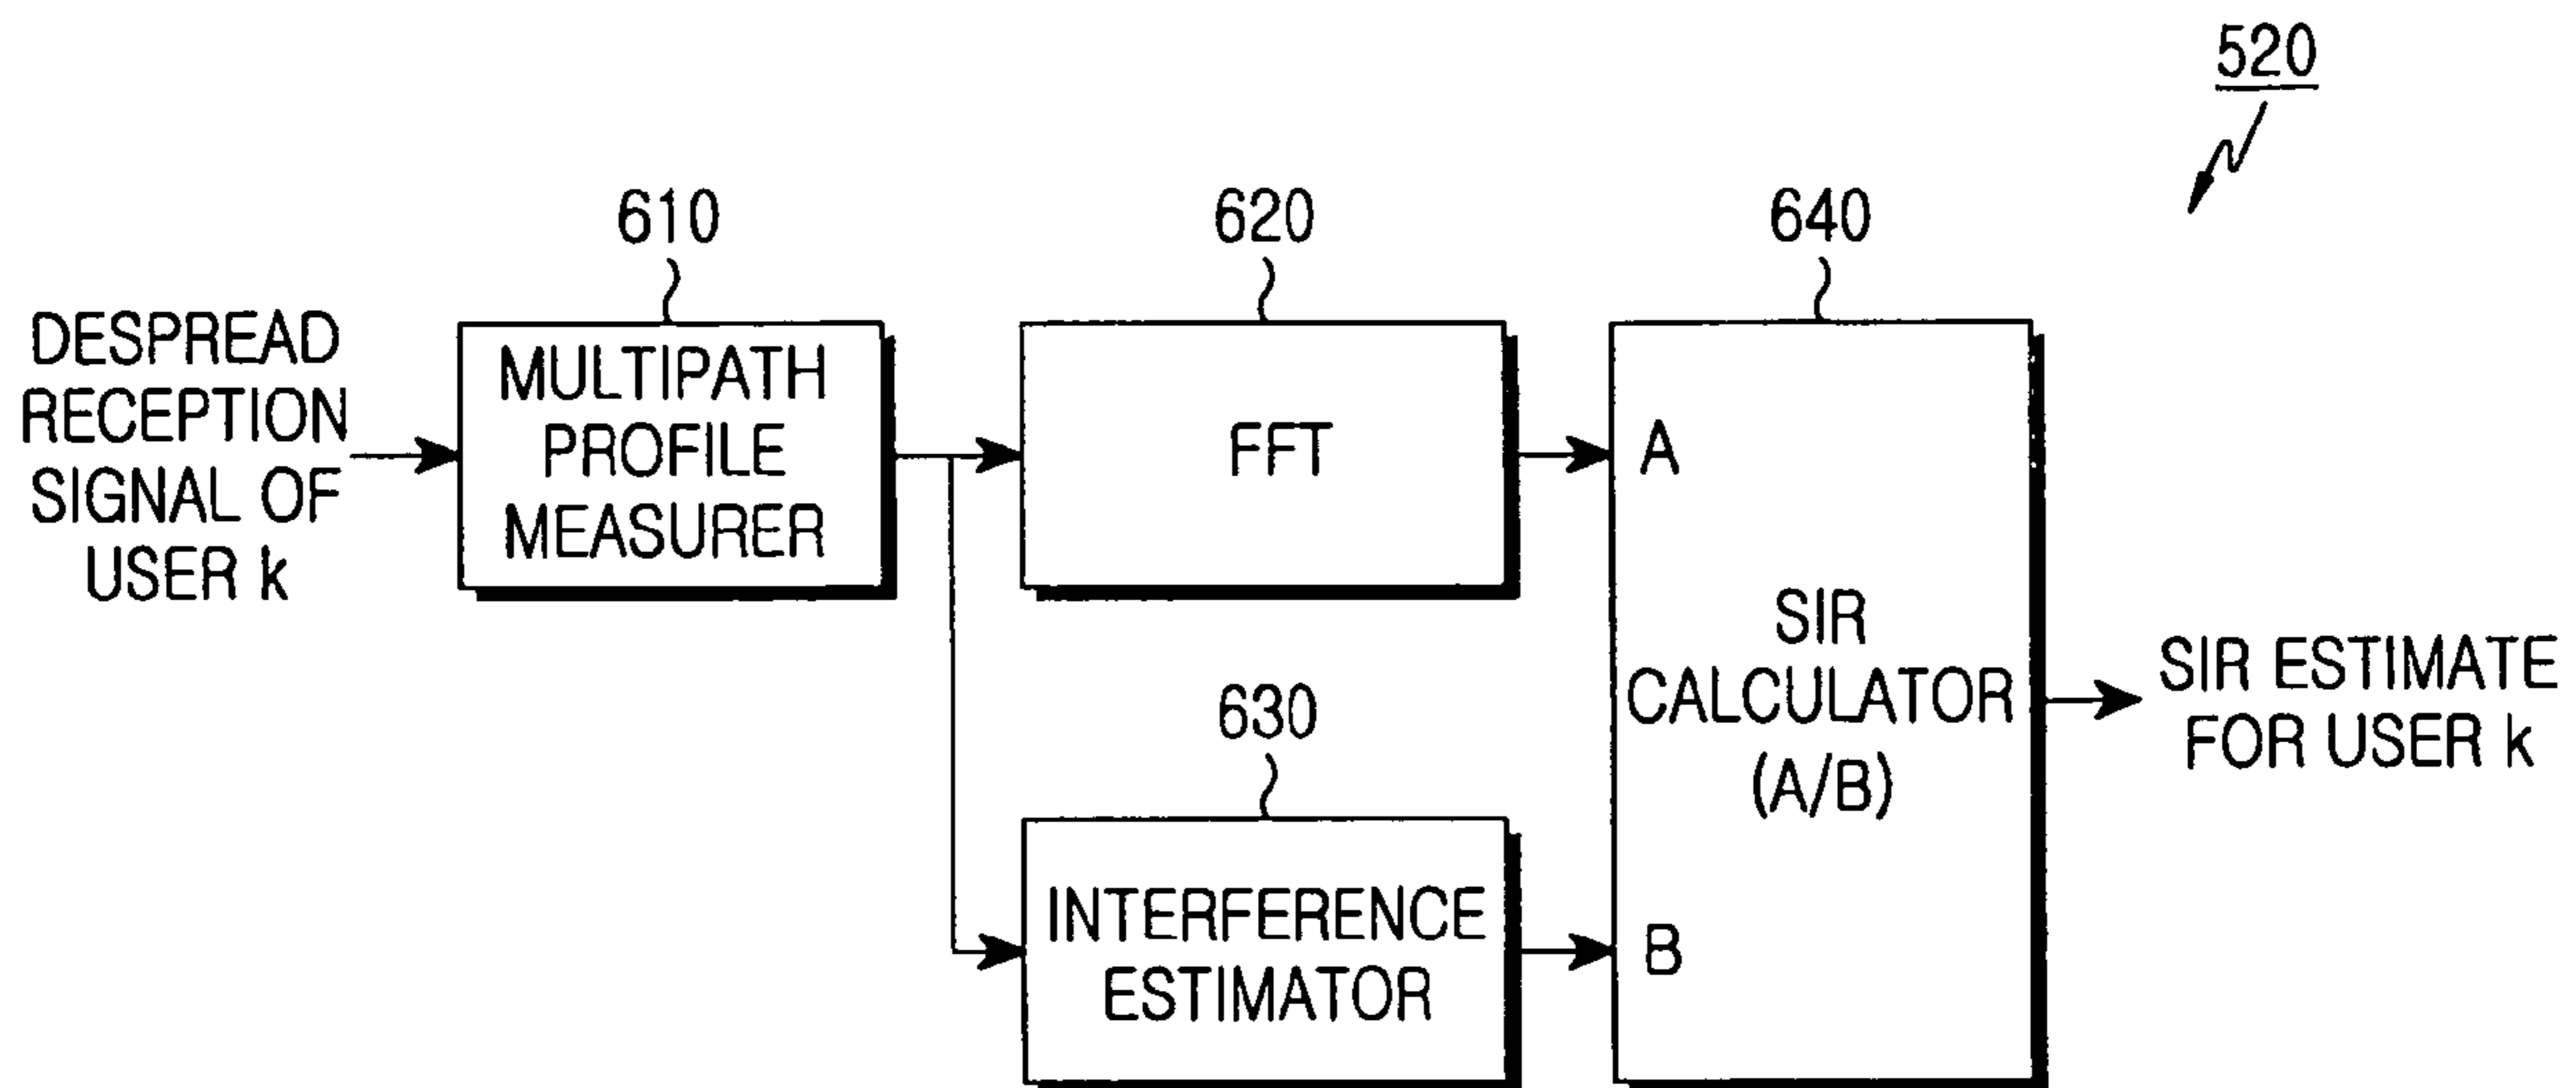 520
610
620
640
DESPREAD
RECEPTION
SIGNAL OF
USER k
MULTIPATH
PROFILE
MEASURER
FFT
A
SIR
CALCULATOR
(A/B)
SIR ESTIMATE
FOR USER k
630
INTERFERENCE
ESTIMATOR
B